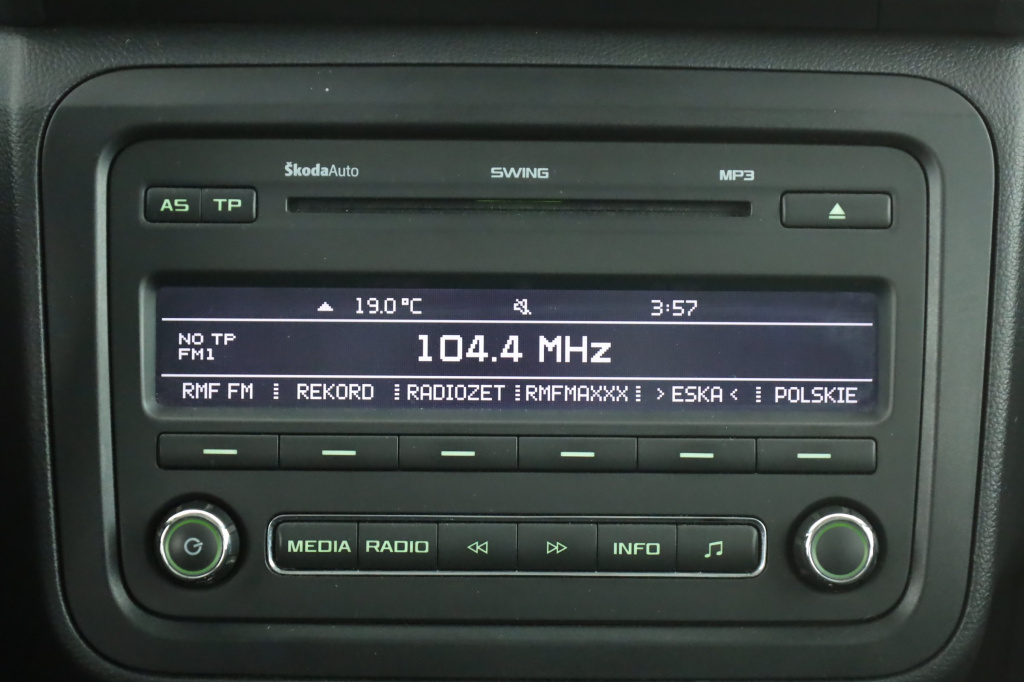 ŠkodaAuto SWING MP3
AS TP
19.0°C 3:57
NO TP
FM1
104.4 MHz
RMF FM REKORD RADIOZET RMFMAXXX > ESKA < POLSKIE
MEDIA RADIO INFO